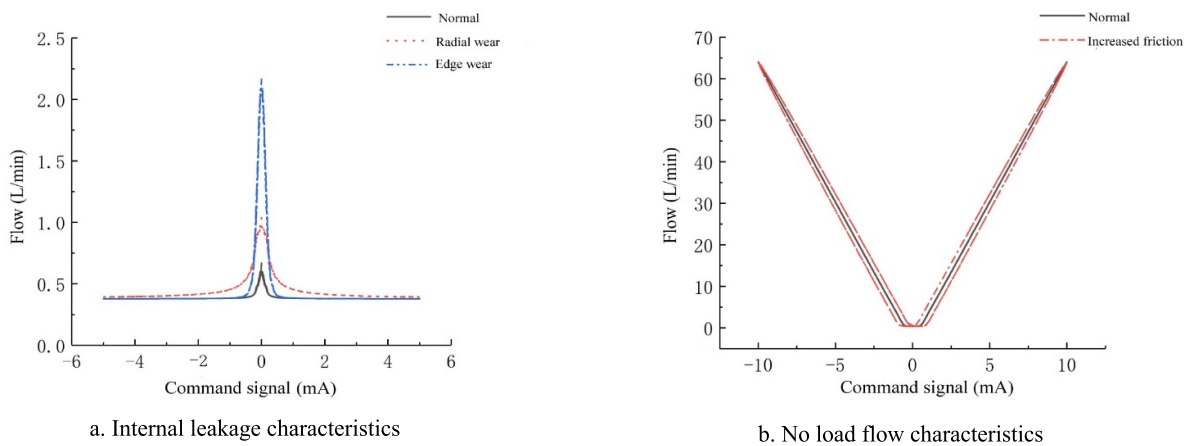 Normal
Radial wear
Edge wear
2.5
2.0
1.5
1.0
0.5
0.0
Flow (L/min)
-6 -4 -2 0 2 4 6
Command signal (mA)
a. Internal leakage characteristics
Normal
Increased friction
70
60
50
40
30
20
10
0
Flow (L/min)
-10 -5 0 5 10
Command signal (mA)
b. No load flow characteristics